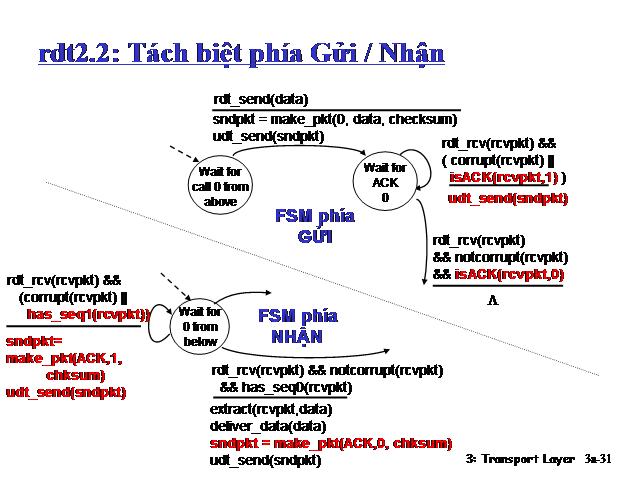 rdt2.2: Tách biệt phía Gửi / Nhận
rdt_send(data)
sndpkt = make_pkt(0, data, checksum)
udt_send(sndpkt)
Wait for
call 0 from
above
Wait for
ACK
0
rdt_rcv(rcvpkt) &&
( corrupt(rcvpkt) ||
isACK(rcvpkt,1) )
udt_send(sndpkt)
FSM phía
GỬI
rdt_rcv(rcvpkt)
&& notcorrupt(rcvpkt)
&& isACK(rcvpkt,0)
Λ
rdt_rcv(rcvpkt) &&
(corrupt(rcvpkt) ||
has_seq1(rcvpkt))
sndpkt=
make_pkt(ACK,1,
chksum)
udt_send(sndpkt)
Wait for
0 from
below
FSM phía
NHẬN
rdt_rcv(rcvpkt) && notcorrupt(rcvpkt)
&& has_seq0(rcvpkt)
extract(rcvpkt,data)
deliver_data(data)
sndpkt = make_pkt(ACK,0, chksum)
udt_send(sndpkt)
3: Transport Layer 3a-31